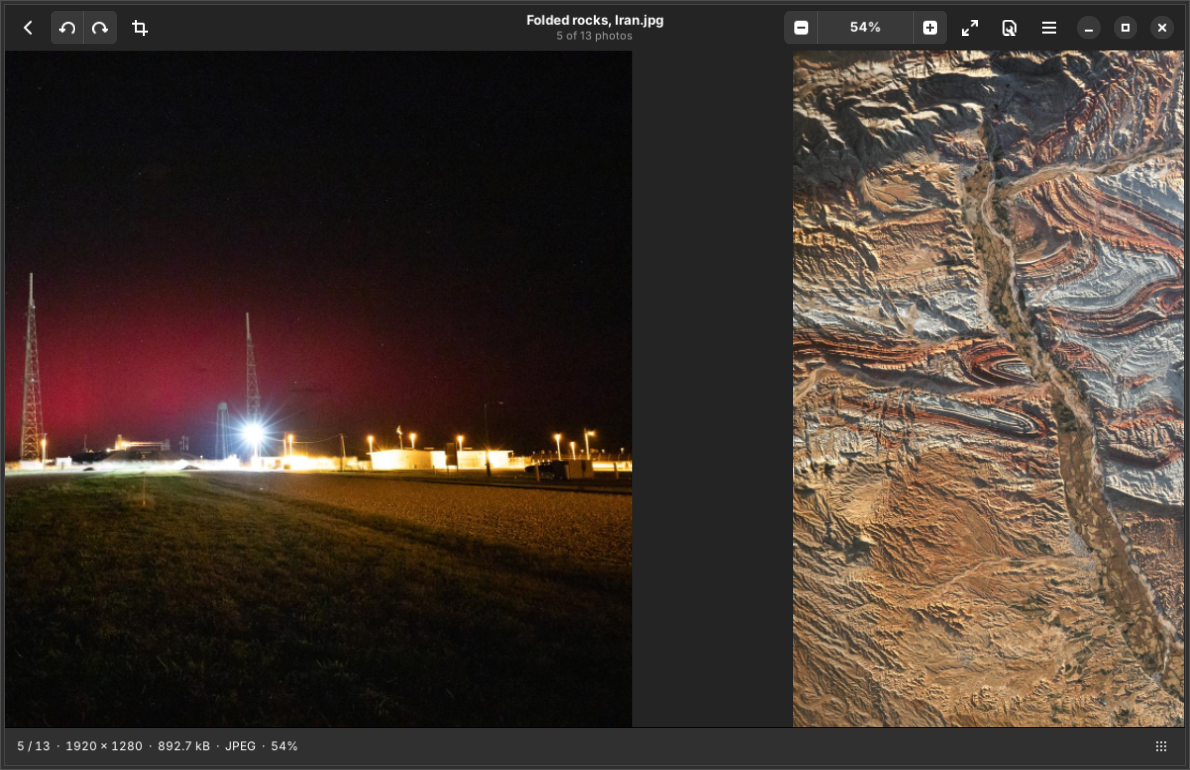 Folded rocks, Iran.jpg
5 of 13 photos
54%
5 / 13 · 1920 × 1280 · 892.7 kB · JPEG · 54%